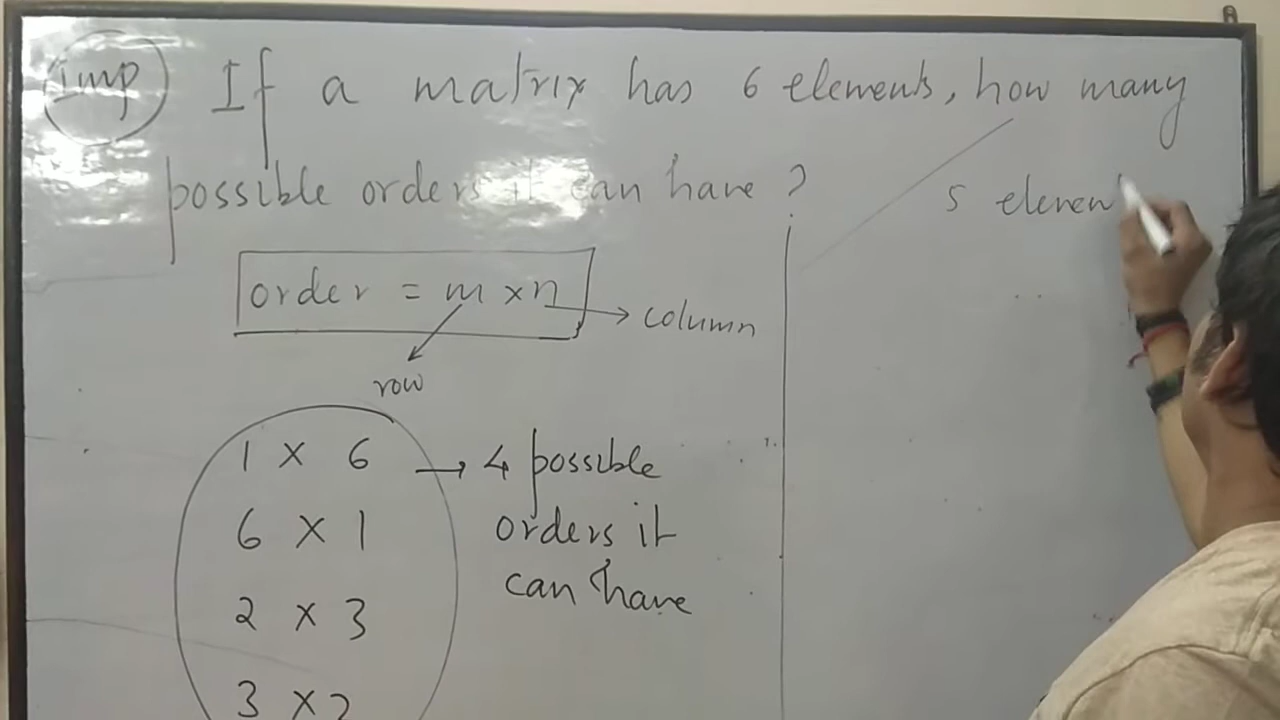 imp If a matrix has 6 elements, how many
possible orders it can have ?
order = m × n
column
row
1 × 6 → 4 possible
6 × 1 orders it
can have
2 × 3
3 × 2
5 elemen